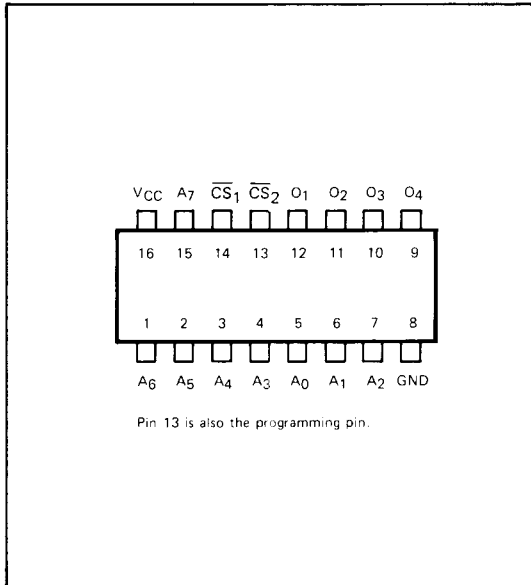 VCC A7 CS1 CS2 O1 O2 O3 O4
16 15 14 13 12 11 10 9
1 2 3 4 5 6 7 8
A6 A5 A4 A3 A0 A1 A2 GND
Pin 13 is also the programming pin.